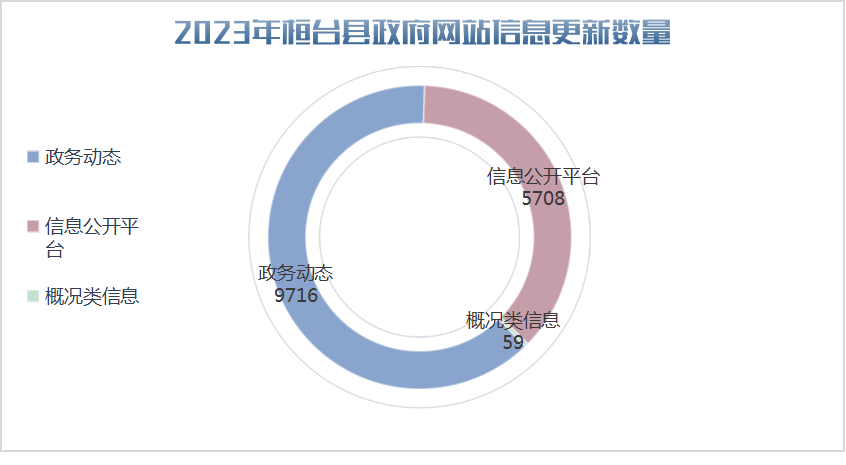 2023年桓台县政府网站信息更新数量
政务动态
信息公开平
台
概况类信息
信息公开平台
5708
政务动态
9716
概况类信息
59